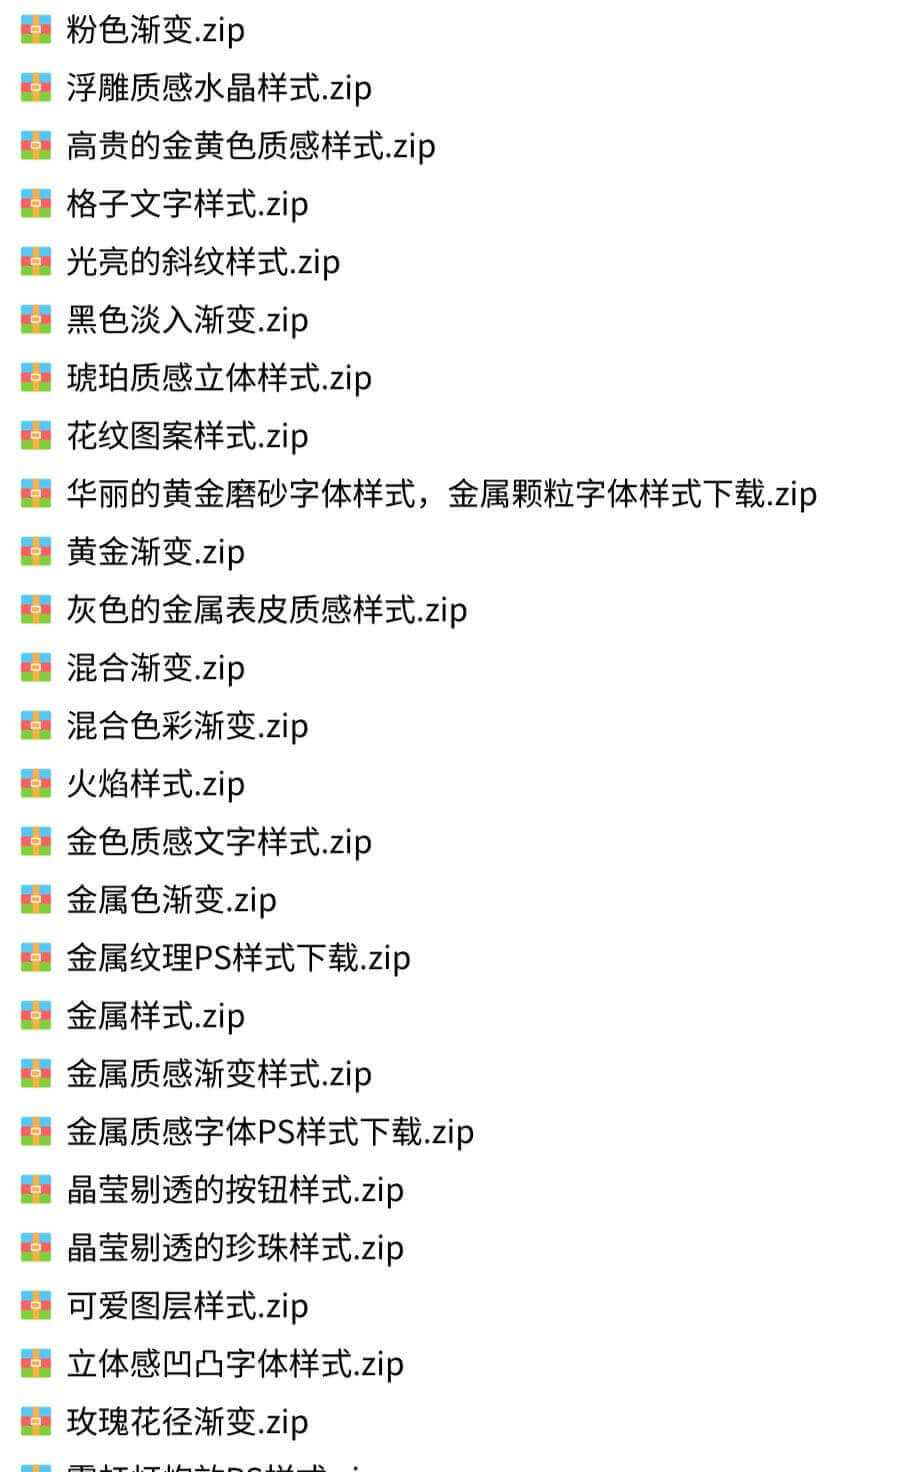 粉色渐变.zip
浮雕质感水晶样式.zip
高贵的金黄色质感样式.zip
格子文字样式.zip
光亮的斜纹样式.zip
黑色淡入渐变.zip
琥珀质感立体样式.zip
花纹图案样式.zip
华丽的黄金磨砂字体样式，金属颗粒字体样式下载.zip
黄金渐变.zip
灰色的金属表皮质感样式.zip
混合渐变.zip
混合色彩渐变.zip
火焰样式.zip
金色质感文字样式.zip
金属色渐变.zip
金属纹理PS样式下载.zip
金属样式.zip
金属质感渐变样式.zip
金属质感字体PS样式下载.zip
晶莹剔透的按钮样式.zip
晶莹剔透的珍珠样式.zip
可爱图层样式.zip
立体感凹凸字体样式.zip
玫瑰花径渐变.zip